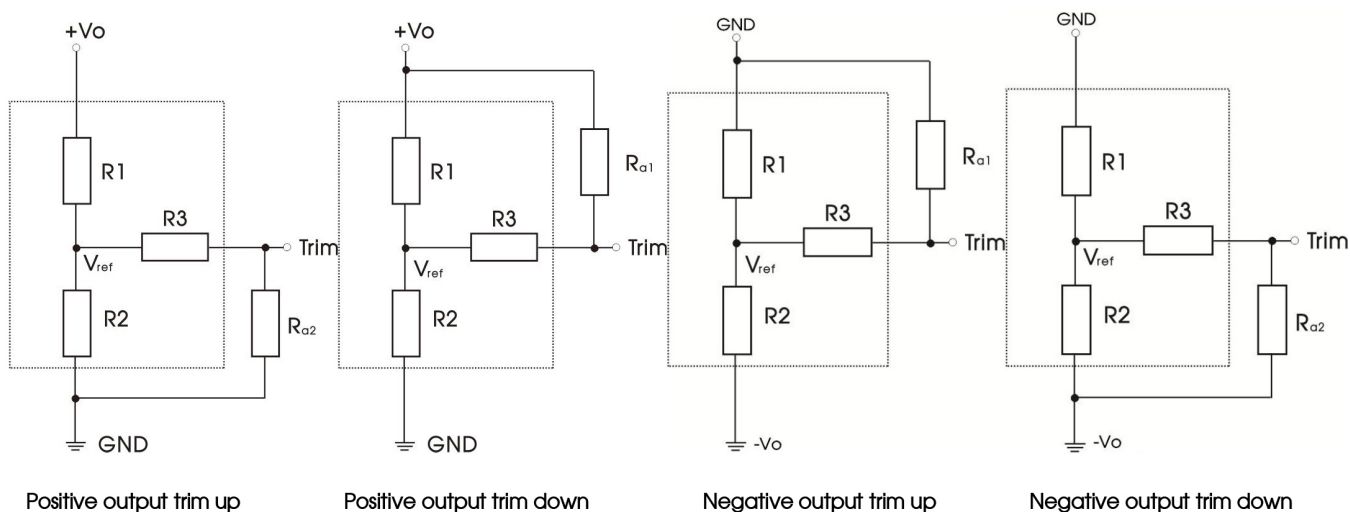 +Vo
R1
R3
Trim
Vref
R2
Ra2
GND
Positive output trim up
+Vo
R1
Ra1
R3
Trim
Vref
R2
GND
Positive output trim down
GND
R1
Ra1
R3
Trim
Vref
R2
-Vo
Negative output trim up
GND
R1
R3
Trim
Vref
R2
Ra2
-Vo
Negative output trim down